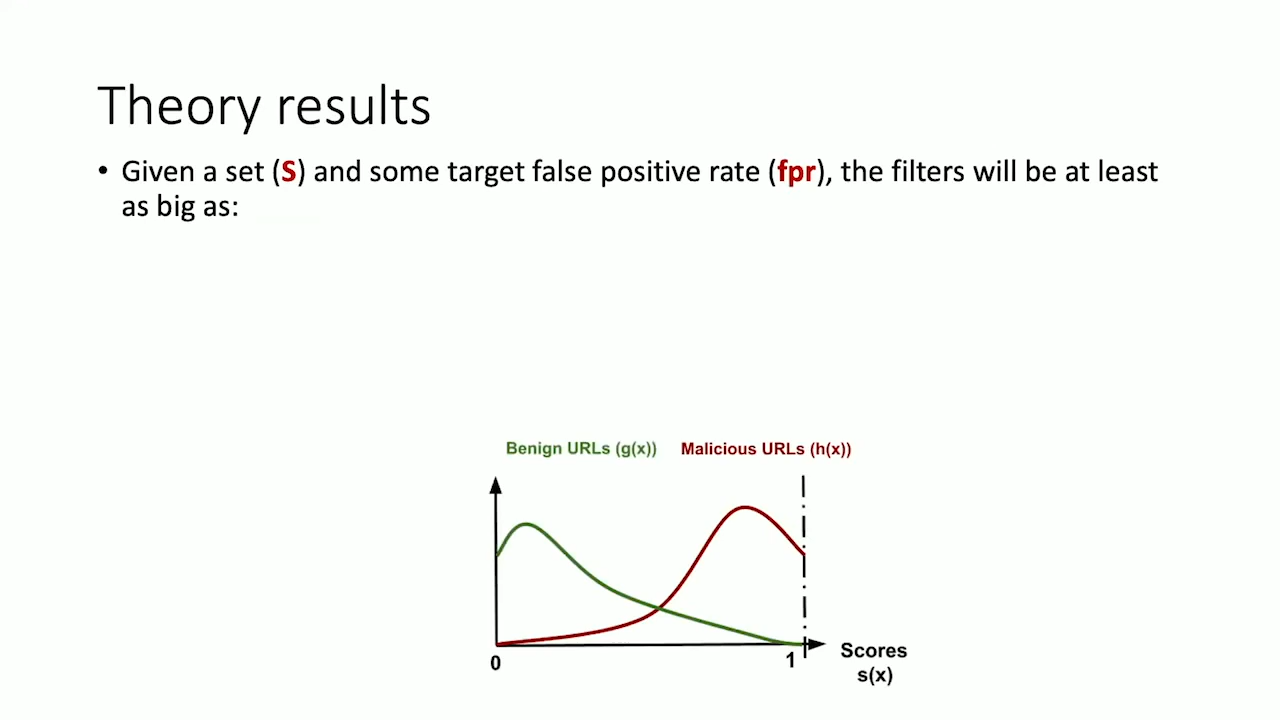 Theory results
• Given a set (S) and some target false positive rate (fpr), the filters will be at least
as big as:
Benign URLs (g(x)) Malicious URLs (h(x))
0 1 Scores
s(x)